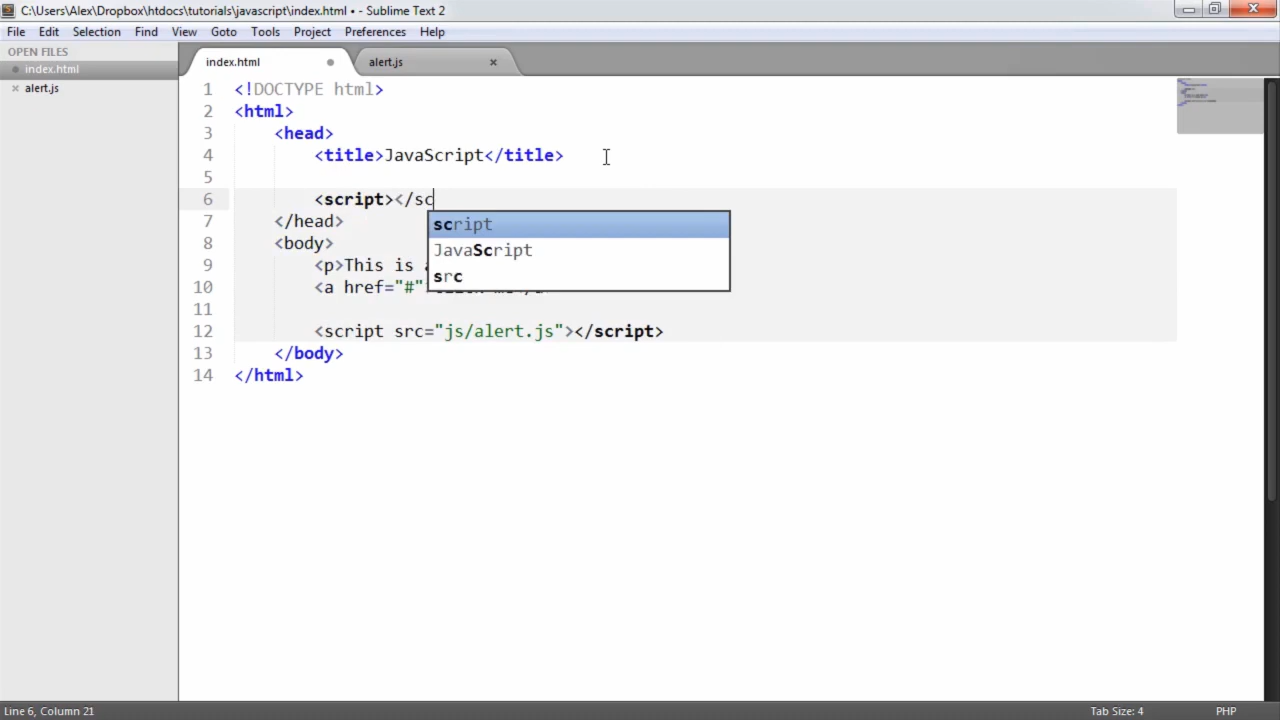 C:\Users\Alex\Dropbox\htdocs\tutorials\javascript\index.html • - Sublime Text 2
File Edit Selection Find View Goto Tools Project Preferences Help
OPEN FILES
index.html
alert.js
index.html alert.js
1 <!DOCTYPE html>
2 <html>
3 <head>
4 <title>JavaScript</title>
5
6 <script></sc
script
JavaScript
src
7 </head>
8 <body>
9 <p>This is
10 <a href="#"
11
12 <script src="js/alert.js"></script>
13 </body>
14 </html>
Line 6, Column 21 Tab Size: 4 PHP